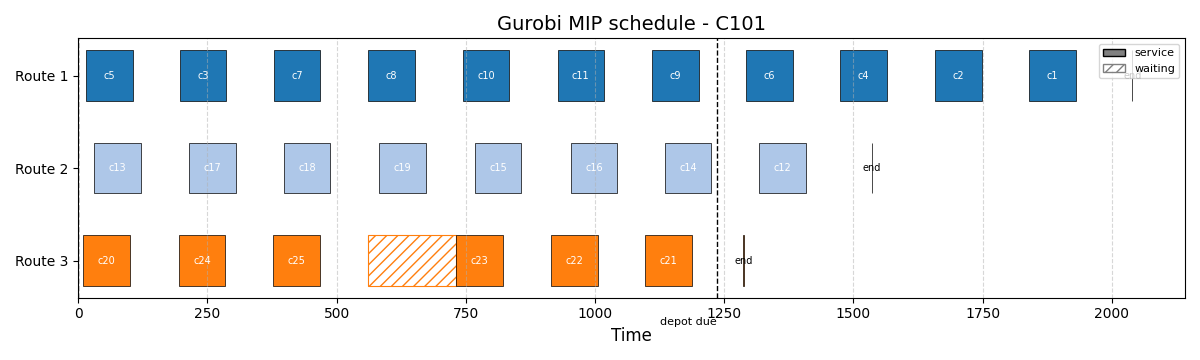 Gurobi MIP schedule - C101
Route 1
c5
c3
c7
c8
c10
c11
c9
c6
c4
c2
c1
end
service
waiting
Route 2
c13
c17
c18
c19
c15
c16
c14
c12
end
Route 3
c20
c24
c25
c23
c22
c21
end
0
250
500
750
1000
1250
1500
1750
2000
depot due
Time